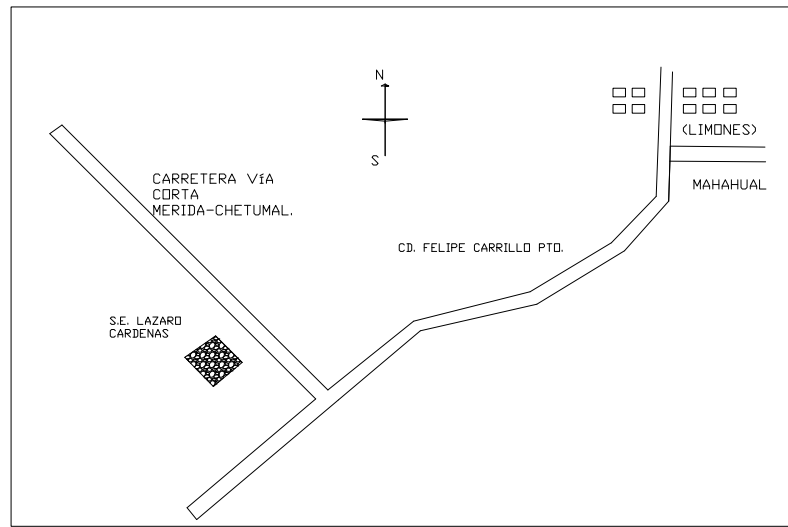 N
S
(LIMONES)
MAHAHUAL
CARRETERA VíA
CORTA
MERIDA-CHETUMAL.
CD. FELIPE CARRILLO PTO.
S.E. LAZARO
CARDENAS